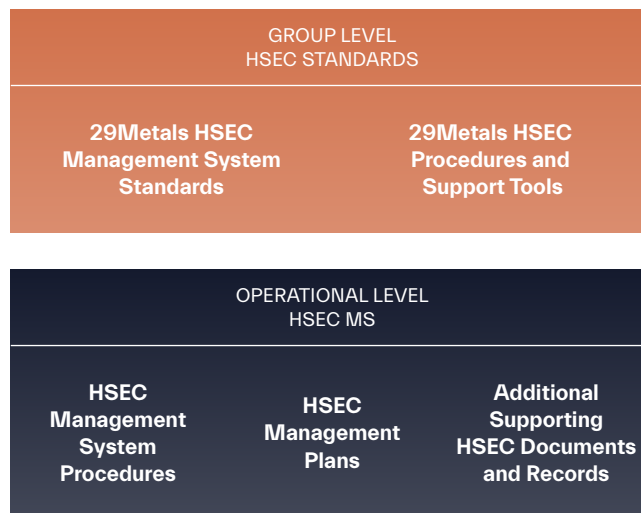 GROUP LEVEL
HSEC STANDARDS
29Metals HSEC
Management System
Standards
29Metals HSEC
Procedures and
Support Tools
OPERATIONAL LEVEL
HSEC MS
HSEC
Management
System
Procedures
HSEC
Management
Plans
Additional
Supporting
HSEC Documents
and Records